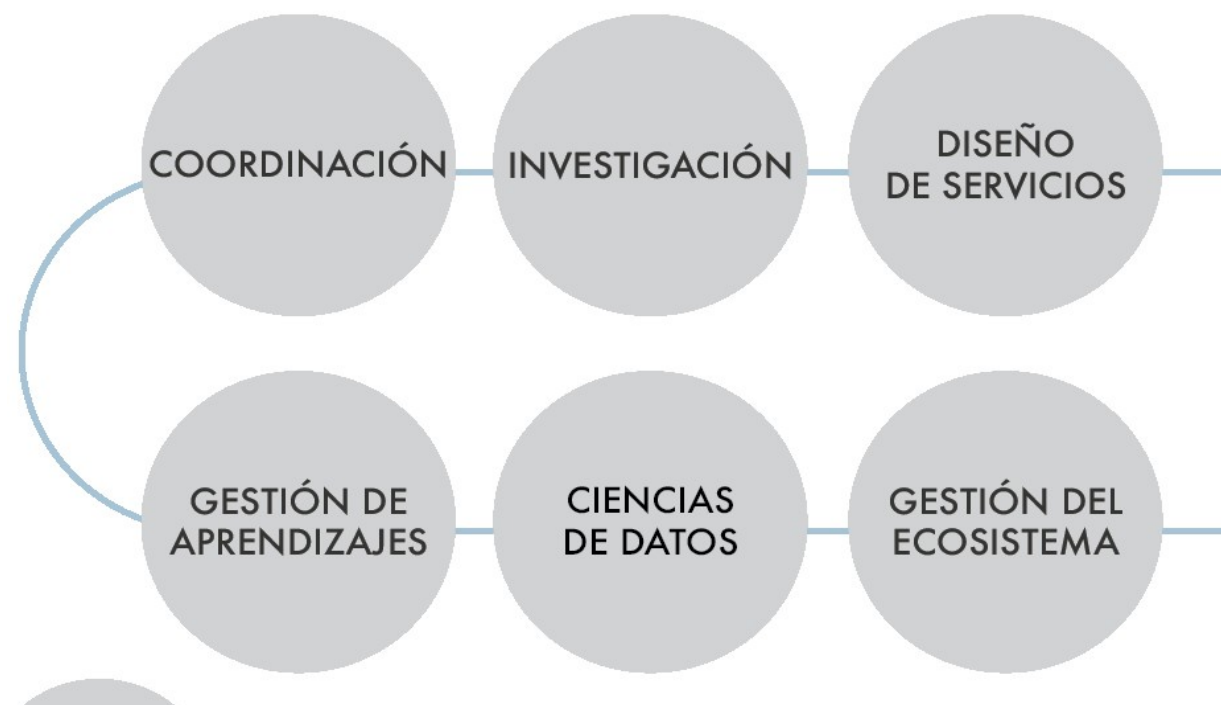 COORDINACIÓN
INVESTIGACIÓN
DISEÑO
DE SERVICIOS
GESTIÓN DE
APRENDIZAJES
CIENCIAS
DE DATOS
GESTIÓN DEL
ECOSISTEMA